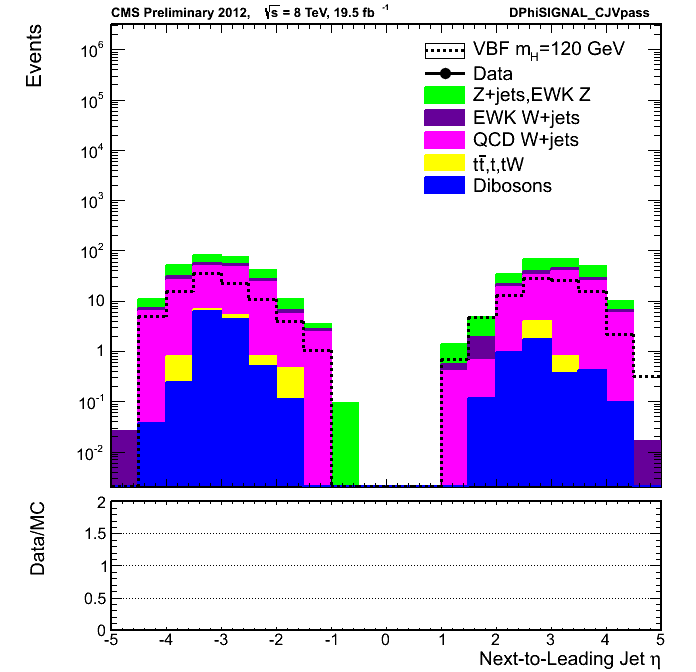 CMS Preliminary 2012, √s = 8 TeV, 19.5 fb⁻¹ DPhiSIGNAL_CJVpass
Events
10⁶
10⁵
10⁴
10³
10²
10
1
10⁻¹
10⁻²
VBF m_H=120 GeV
Data
Z+jets,EWK Z
EWK W+jets
QCD W+jets
tt̄,t,tW
Dibosons
Data/MC
2
1.5
1
0.5
0
-5 -4 -3 -2 -1 0 1 2 3 4 5
Next-to-Leading Jet η